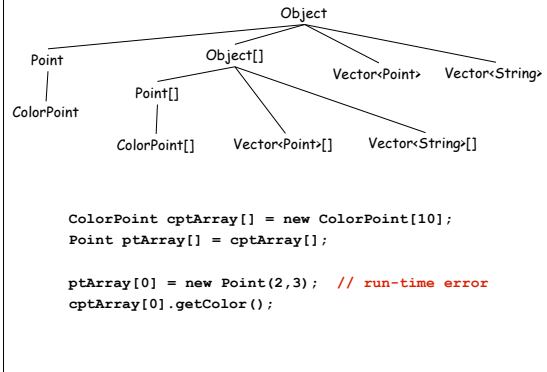 Object
Point
Object[]
Vector<Point>
Vector<String>
Point[]
ColorPoint
ColorPoint[]
Vector<Point>[]
Vector<String>[]
ColorPoint cptArray[] = new ColorPoint[10];
Point ptArray[] = cptArray[];
ptArray[0] = new Point(2,3);  // run-time error
cptArray[0].getColor();